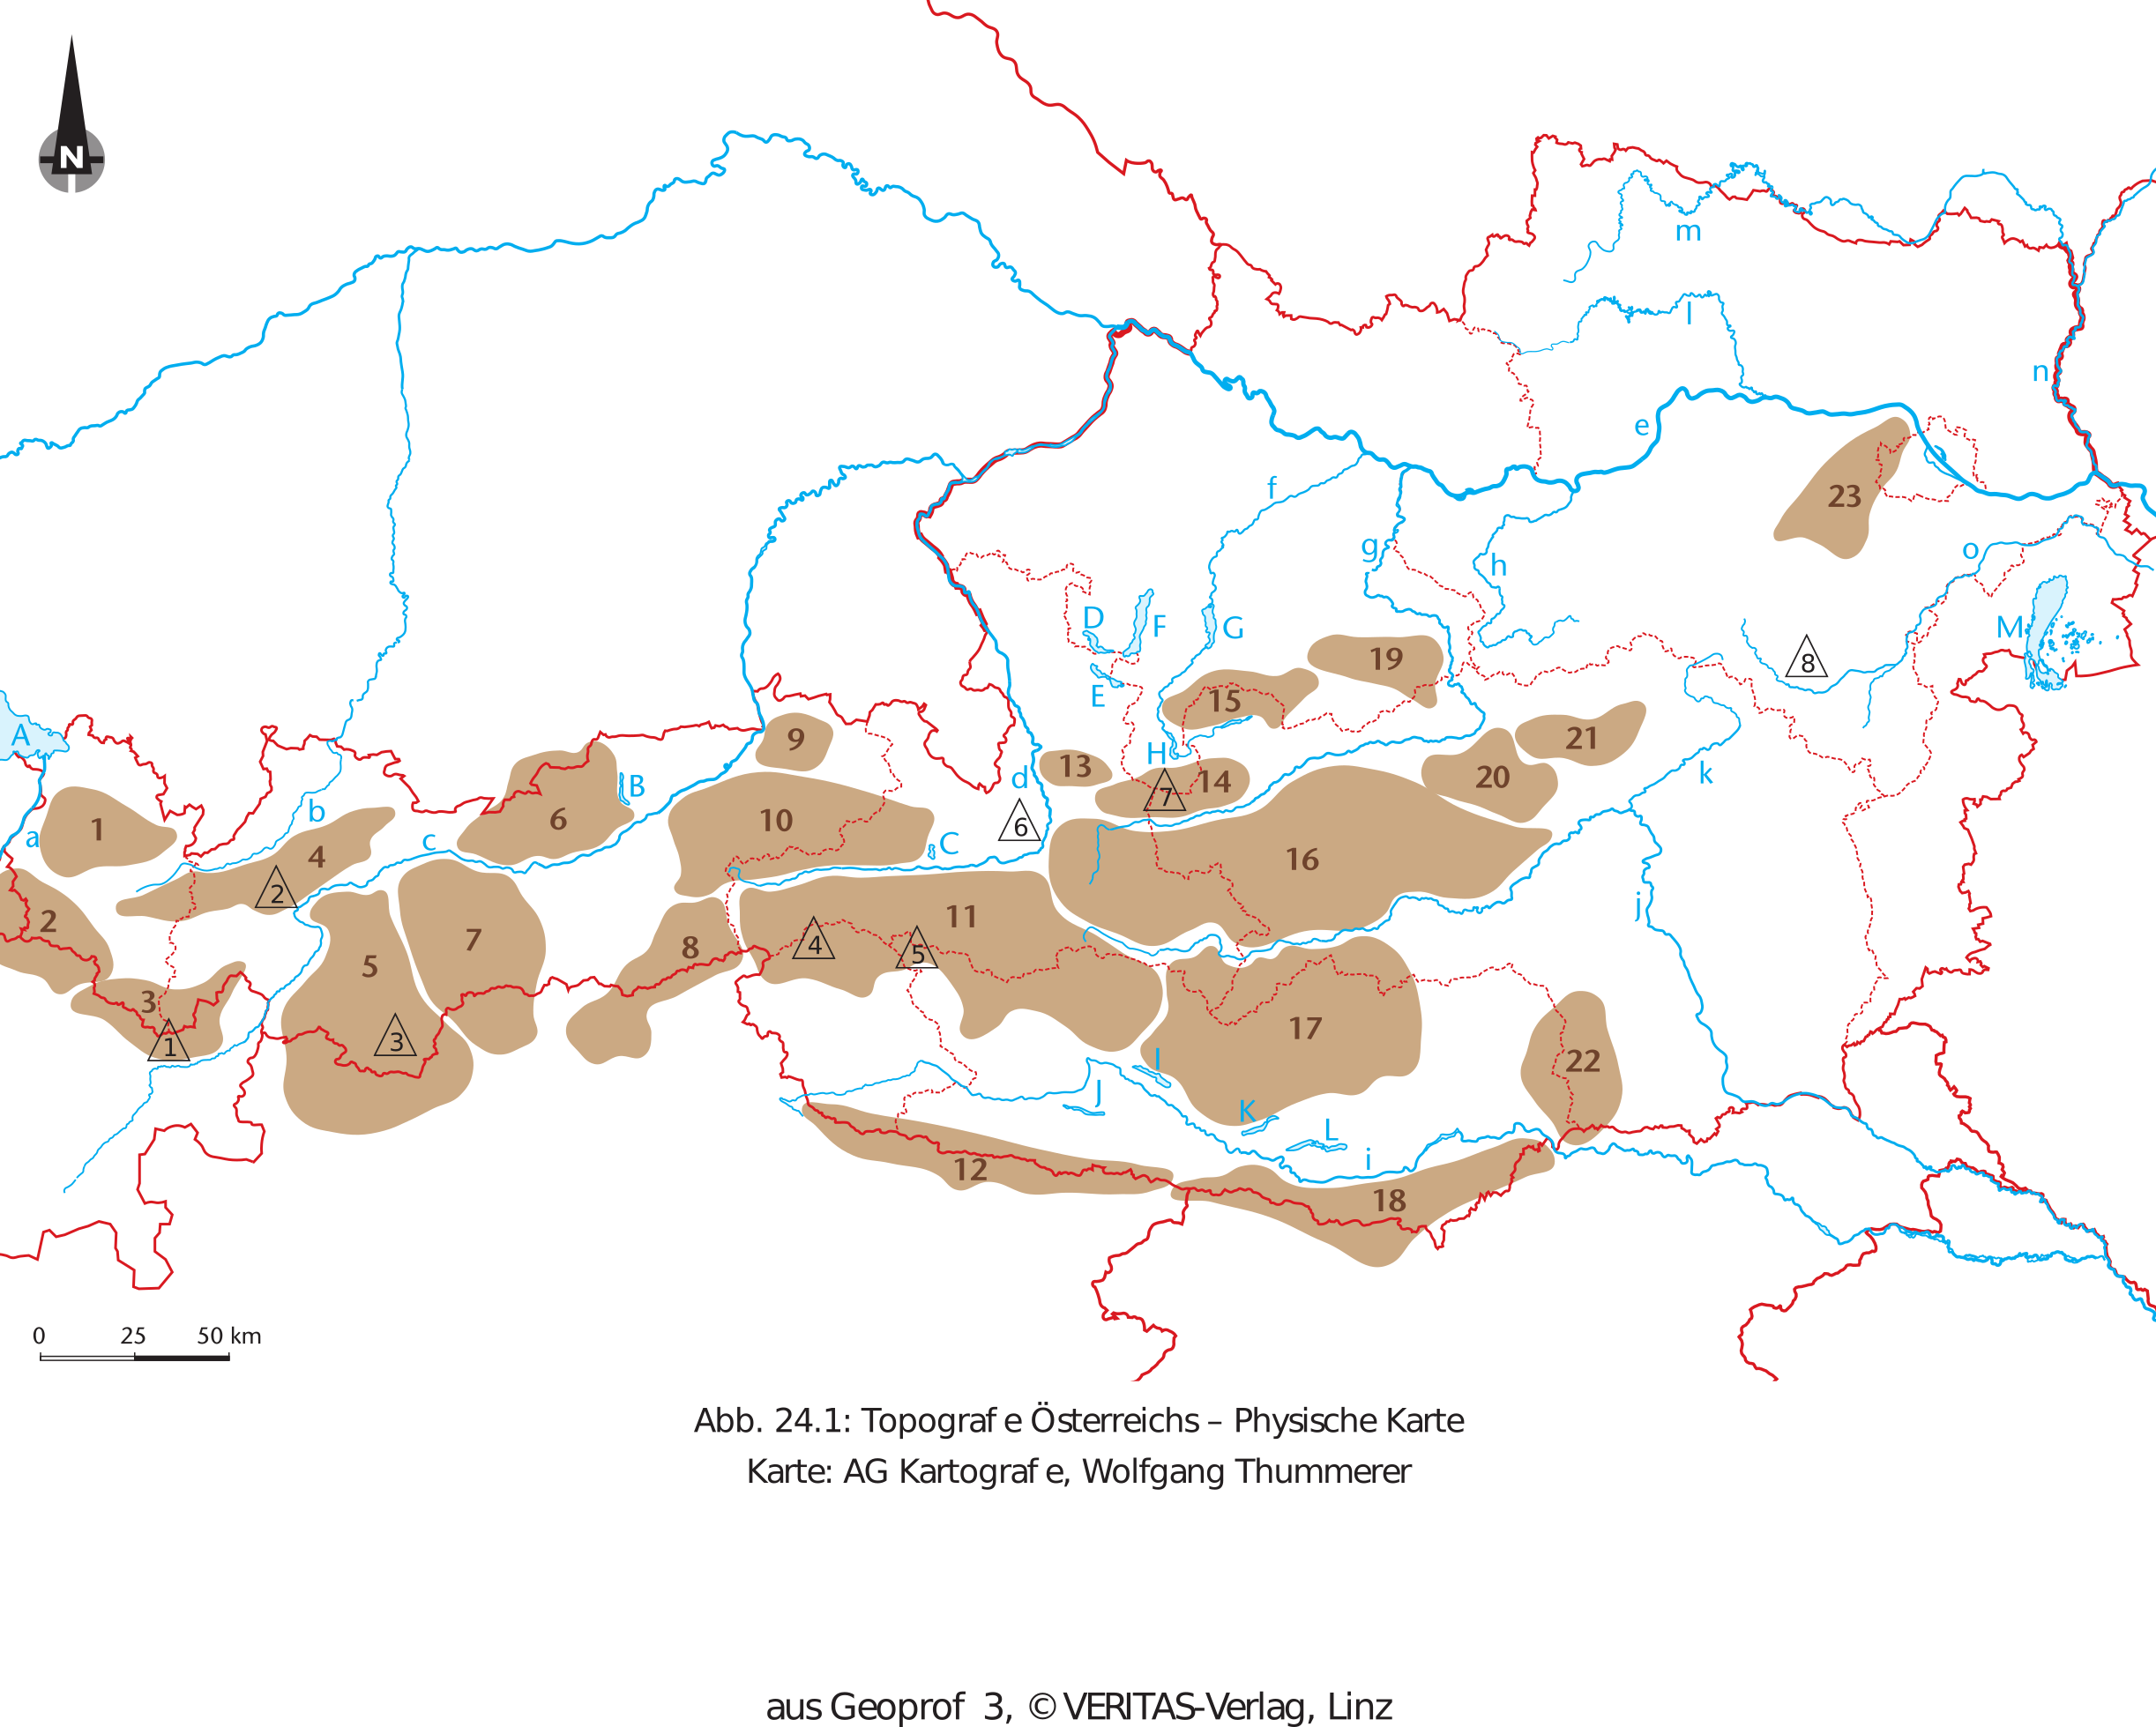 N
m
l
n
e
23
f
g
h
o
D
F
G
M
8
E
19
15
A
H
9
21
B
13
d
14
20
k
7
b
a
1
c
6
10
6
C
4
16
2
j
2
11
7
8
4
5
5
3
17
1
3
I
22
J
K
L
i
12
18
0 25 50 km
Abb. 24.1: Topograf e Österreichs – Physische Karte
Karte: AG Kartograf e, Wolfgang Thummerer
aus Geoprof 3, © VERITAS-Verlag, Linz